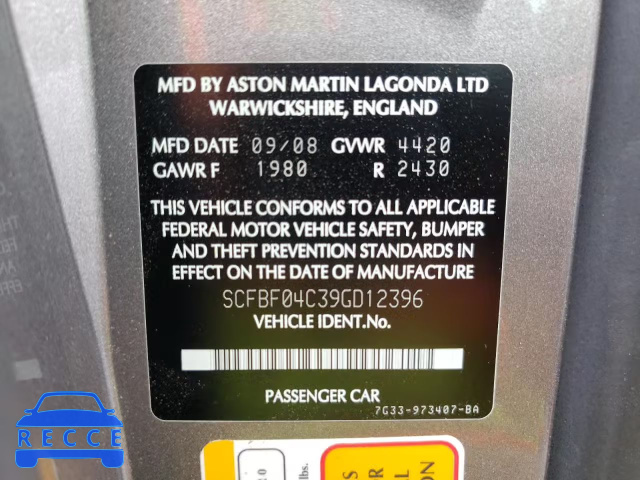 MFD BY ASTON MARTIN LAGONDA LTD
WARWICKSHIRE, ENGLAND
MFD DATE 09/08 GVWR 4420
GAWR F 1980 R 2430
THIS VEHICLE CONFORMS TO ALL APPLICABLE
FEDERAL MOTOR VEHICLE SAFETY, BUMPER
AND THEFT PREVENTION STANDARDS IN
EFFECT ON THE DATE OF MANUFACTURE
SCFBF04C39GD12396
VEHICLE IDENT.No.
PASSENGER CAR
7G33-973407-BA
RECCE
lbs.